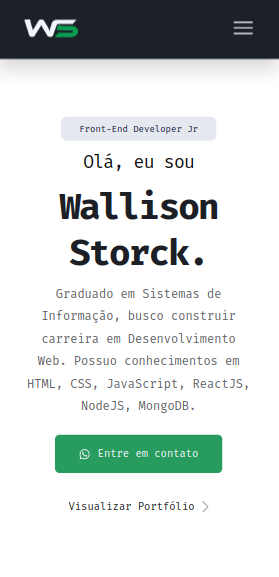 WS
Front-End Developer Jr
Olá, eu sou
Wallison
Storck.
Graduado em Sistemas de
Informação, busco construir
carreira em Desenvolvimento
Web. Possuo conhecimentos em
HTML, CSS, JavaScript, ReactJS,
NodeJS, MongoDB.
Entre em contato
Visualizar Portfólio